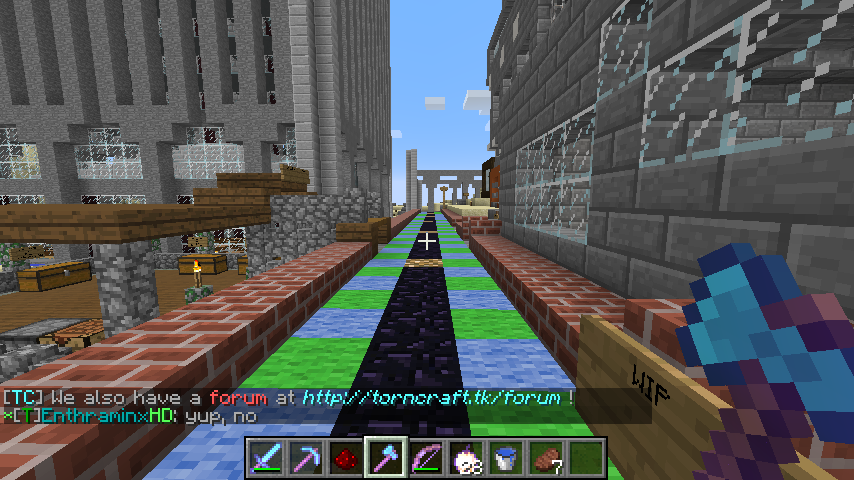 WIP
[TC] We also have a forum at http://torncraft.tk/forum !
×[T]EnthraminxHD: yup, no
28
7